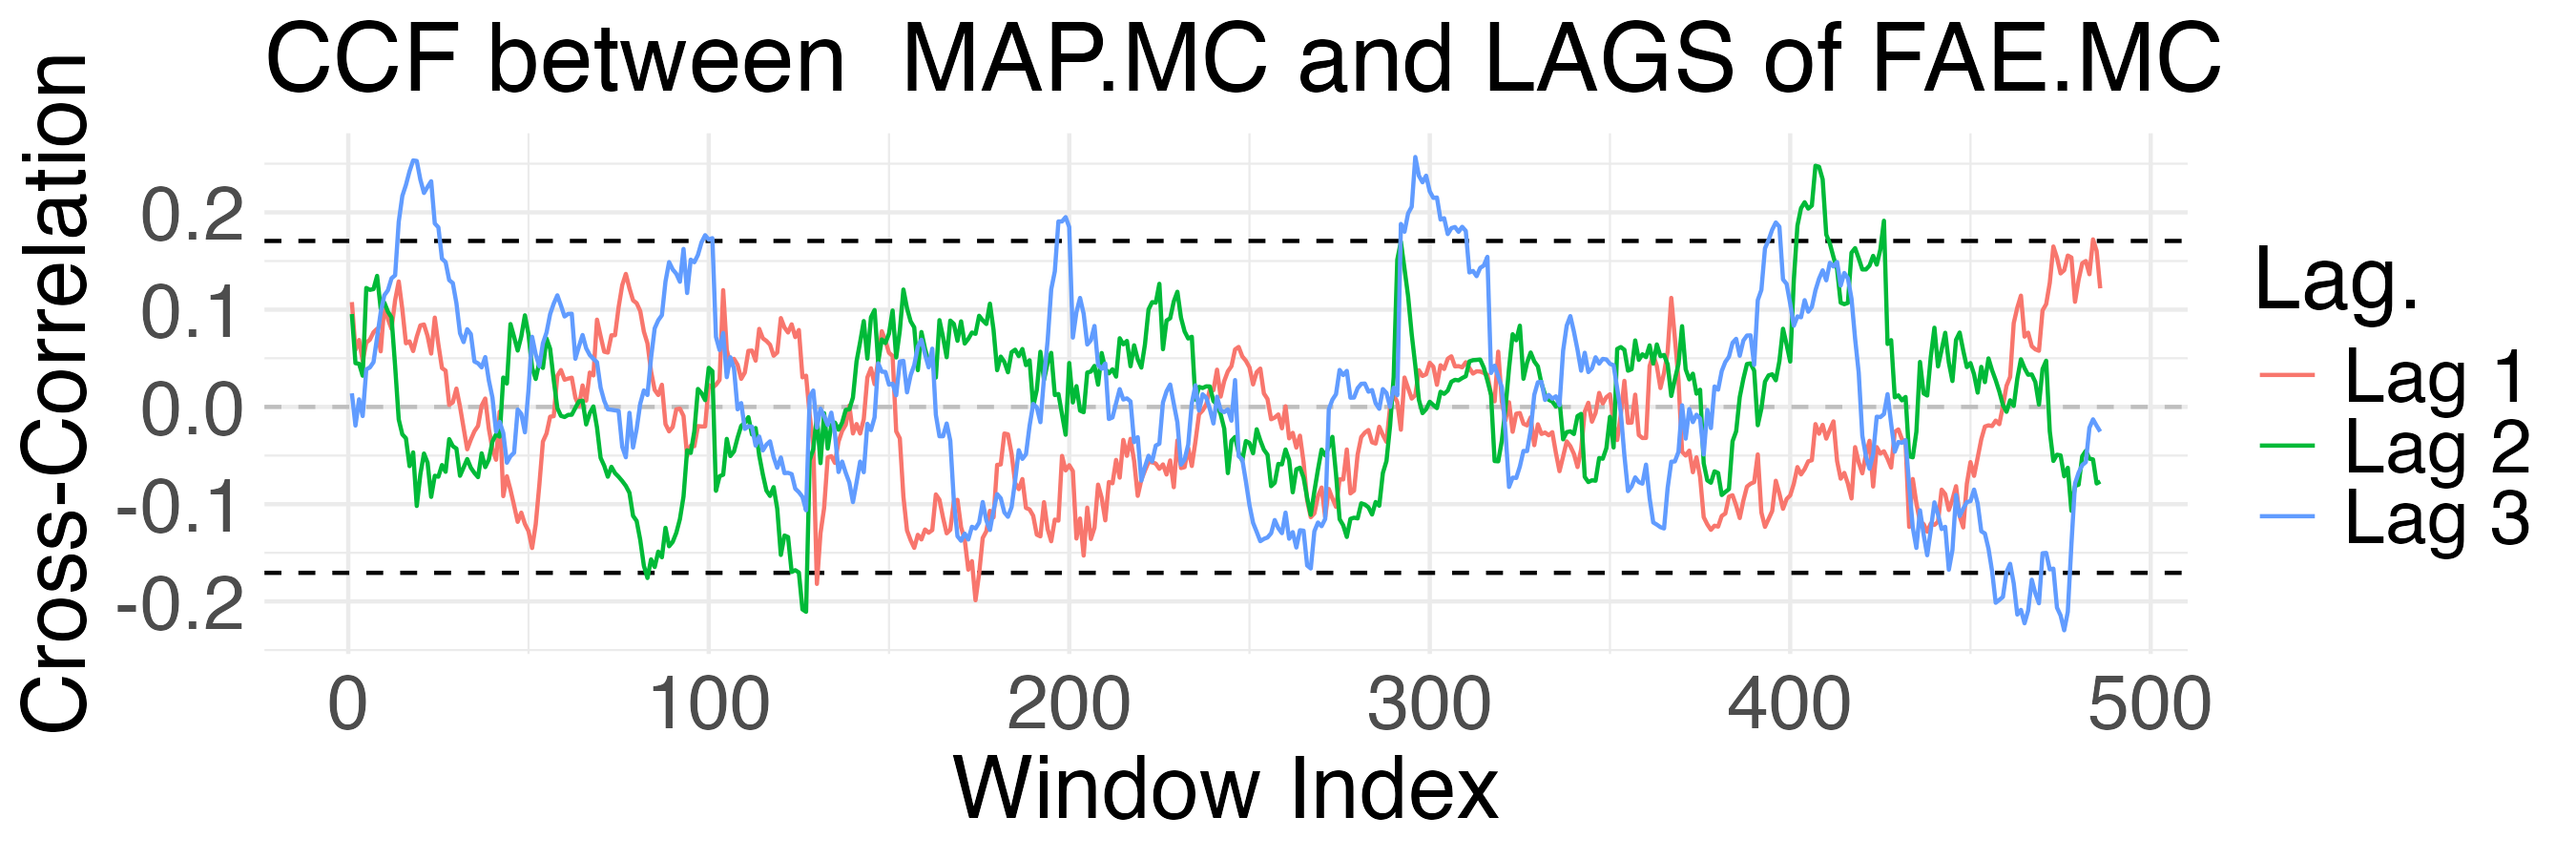 CCF between  MAP.MC and LAGS of FAE.MC
Cross-Correlation
0.2
0.1
0.0
-0.1
-0.2
0 100 200 300 400 500
Window Index
Lag.
Lag 1
Lag 2
Lag 3